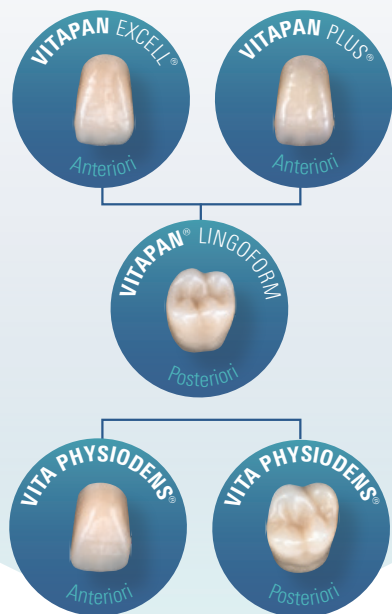 VITAPAN EXCELL®
Anteriori
VITAPAN PLUS®
Anteriori
VITAPAN® LINGOFORM
Posteriori
VITA PHYSIODENS®
Anteriori
VITA PHYSIODENS®
Posteriori